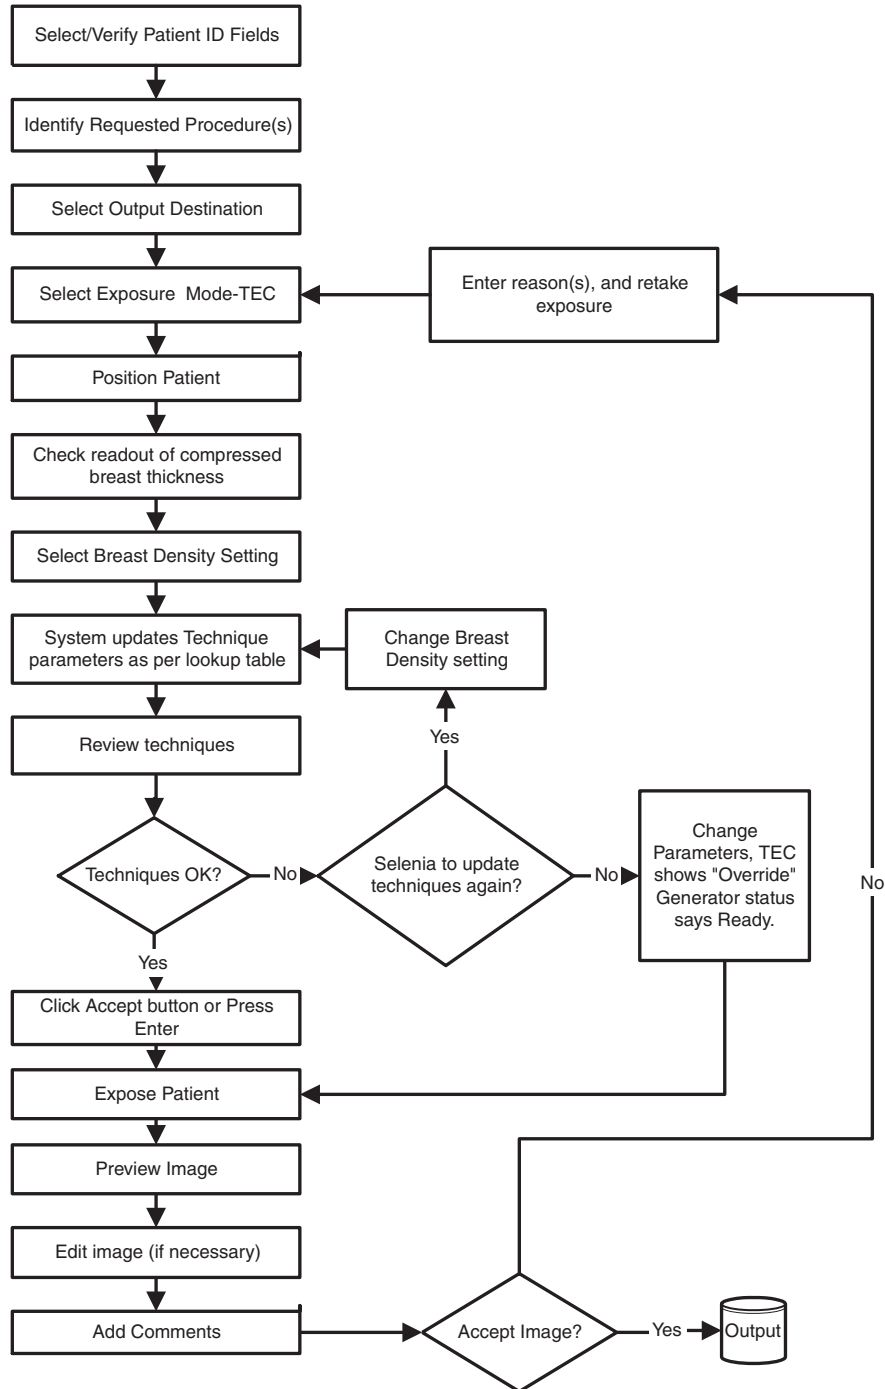 Select/Verify Patient ID Fields
Identify Requested Procedure(s)
Select Output Destination
Select Exposure Mode-TEC
Enter reason(s), and retake
exposure
Position Patient
Check readout of compressed
breast thickness
Select Breast Density Setting
System updates Technique
parameters as per lookup table
Change Breast
Density setting
Review techniques
Yes
Techniques OK?
No
Selenia to update
techniques again?
No
Change
Parameters, TEC
shows "Override"
Generator status
says Ready.
No
Yes
Click Accept button or Press
Enter
Expose Patient
Preview Image
Edit image (if necessary)
Add Comments
Accept Image?
Yes
Output